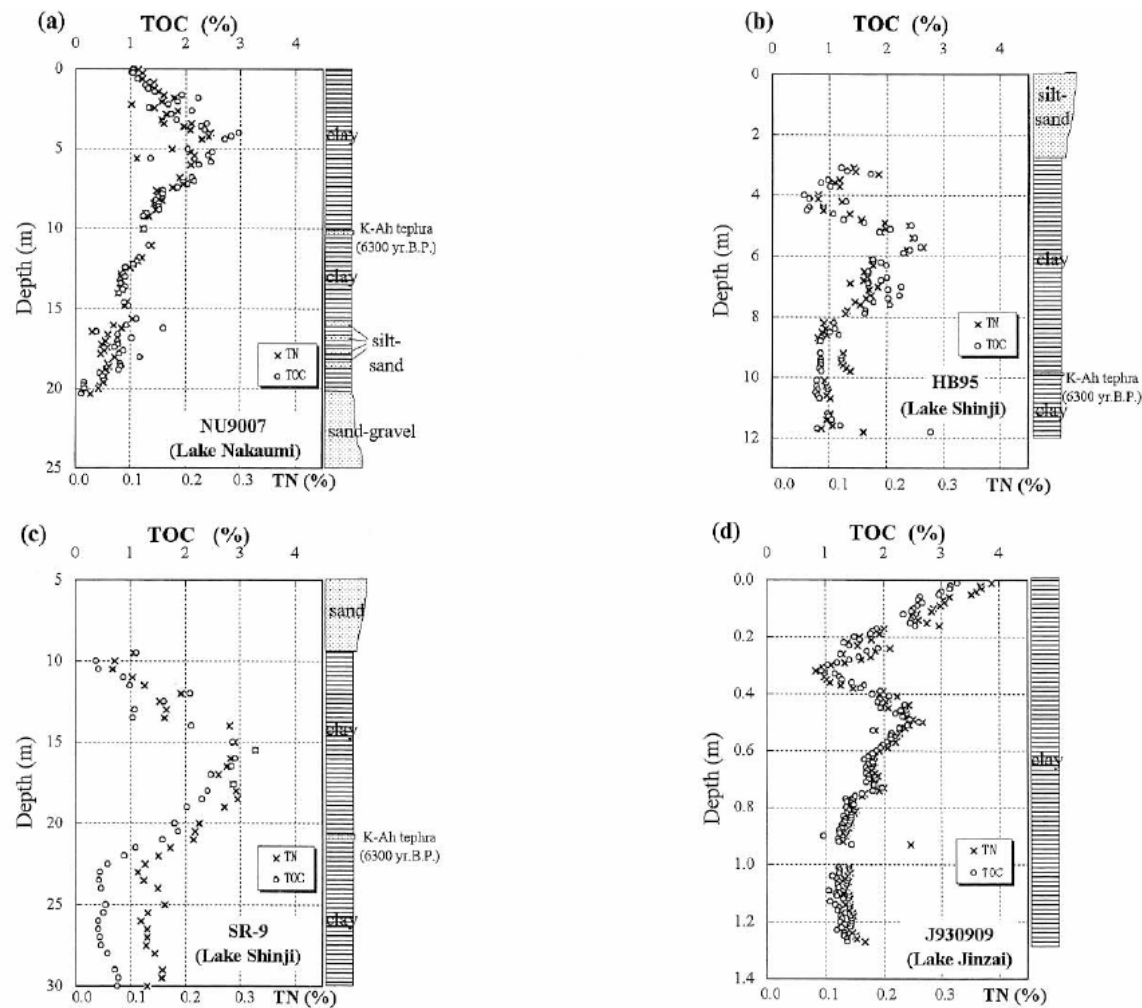 (a)
TOC (%)
0 1 2 3 4
0
5
10
15
20
25
Depth (m)
0.0 0.1 0.2 0.3 TN (%)
× TN
○ TOC
NU9007
(Lake Nakaumi)
clay
K-Ah tephra
(6300 yr.B.P.)
clay
silt-
sand
sand-gravel
(b)
TOC (%)
0 1 2 3 4
0
2
4
6
8
10
12
Depth (m)
0.0 0.1 0.2 0.3 TN (%)
× TN
○ TOC
HB95
(Lake Shinji)
silt-
sand
clay
K-Ah tephra
(6300 yr.B.P.)
clay
(c)
TOC (%)
0 1 2 3 4
5
10
15
20
25
30
Depth (m)
0.0 0.1 0.2 0.3 TN (%)
× TN
○ TOC
SR-9
(Lake Shinji)
sand
clay
K-Ah tephra
(6300 yr.B.P.)
clay
(d)
TOC (%)
0 1 2 3 4
0.0
0.2
0.4
0.6
0.8
1.0
1.2
1.4
Depth (m)
0.0 0.1 0.2 0.3 TN (%)
× TN
○ TOC
J930909
(Lake Jinzai)
clay